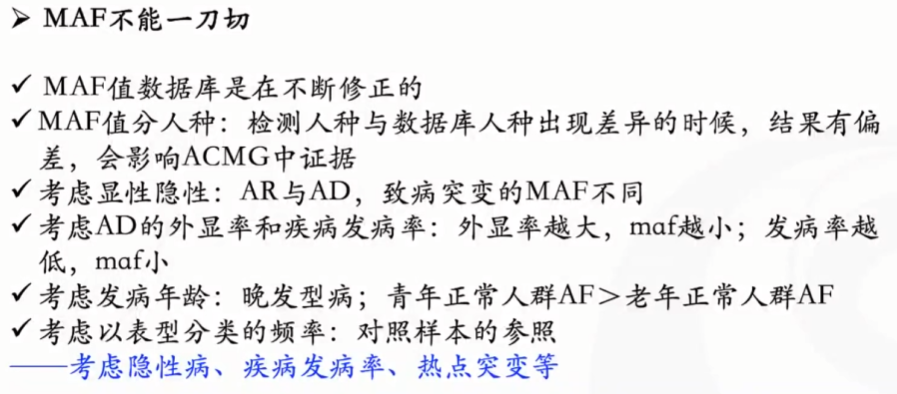 ➤ MAF不能一刀切
✓ MAF值数据库是在不断修正的
✓ MAF值分人种：检测人种与数据库人种出现差异的时候，结果有偏
差，会影响ACMG中证据
✓ 考虑显性隐性：AR与AD，致病突变的MAF不同
✓ 考虑AD的外显率和疾病发病率：外显率越大，maf越小；发病率越
低，maf小
✓ 考虑发病年龄：晚发型病；青年正常人群AF＞老年正常人群AF
✓ 考虑以表型分类的频率：对照样本的参照
——考虑隐性病、疾病发病率、热点突变等